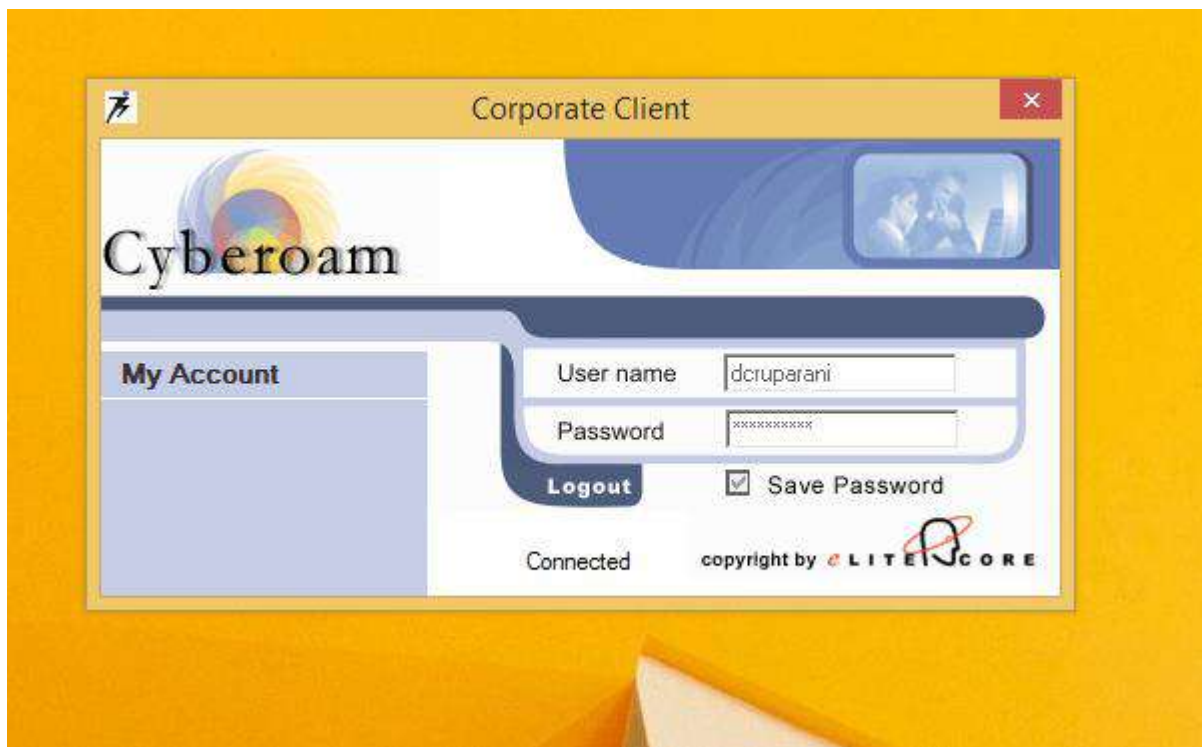 Corporate Client
Cyberoam
My Account
User name dcruparani
Password **********
Logout Save Password
Connected copyright by eLITECORE